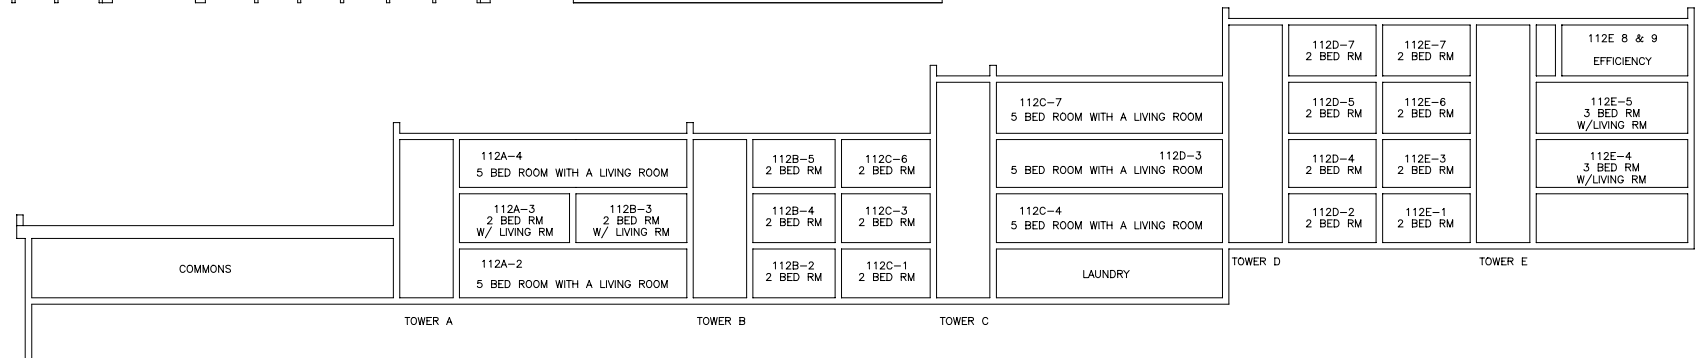 112D-7
2 BED RM
112E-7
2 BED RM
112E 8 & 9
EFFICIENCY
112C-7
5 BED ROOM WITH A LIVING ROOM
112D-5
2 BED RM
112E-6
2 BED RM
112E-5
3 BED RM
W/LIVING RM
112A-4
5 BED ROOM WITH A LIVING ROOM
112B-5
2 BED RM
112C-6
2 BED RM
112D-3
5 BED ROOM WITH A LIVING ROOM
112D-4
2 BED RM
112E-3
2 BED RM
112E-4
3 BED RM
W/LIVING RM
112A-3
2 BED RM
W/ LIVING RM
112B-3
2 BED RM
W/ LIVING RM
112B-4
2 BED RM
112C-3
2 BED RM
112C-4
5 BED ROOM WITH A LIVING ROOM
112D-2
2 BED RM
112E-1
2 BED RM
COMMONS
112A-2
5 BED ROOM WITH A LIVING ROOM
112B-2
2 BED RM
112C-1
2 BED RM
LAUNDRY
TOWER D
TOWER E
TOWER A
TOWER B
TOWER C